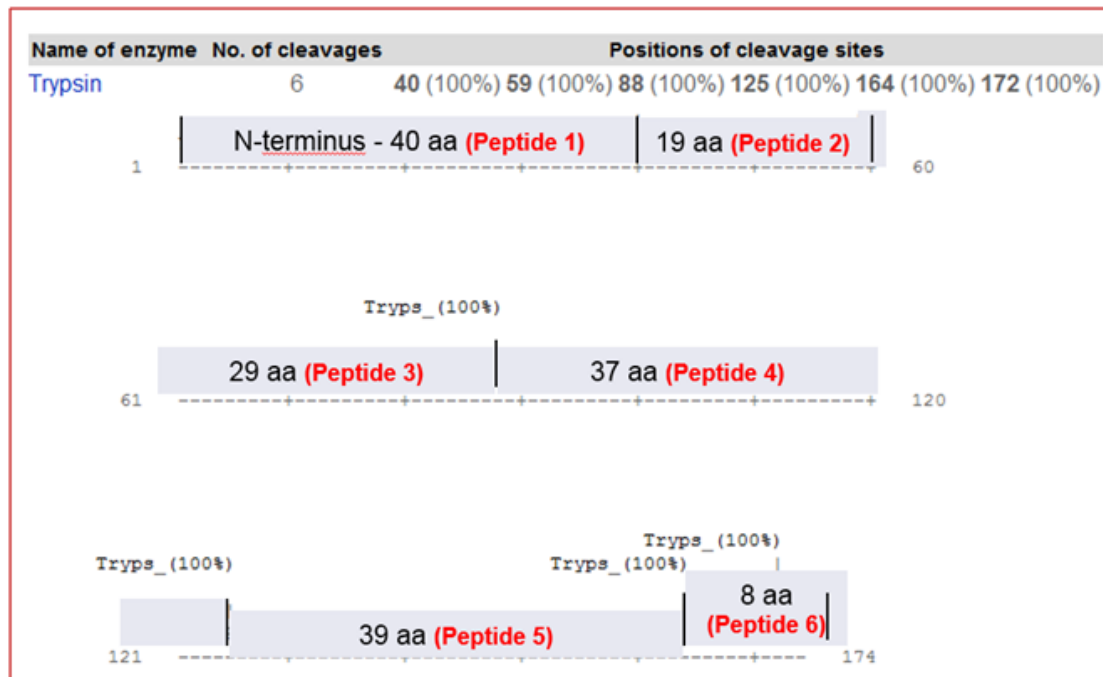 Name of enzyme No. of cleavages Positions of cleavage sites
Trypsin 6 40 (100%) 59 (100%) 88 (100%) 125 (100%) 164 (100%) 172 (100%)
N-terminus - 40 aa (Peptide 1) 19 aa (Peptide 2)
1 60
Tryps_(100%)
29 aa (Peptide 3) 37 aa (Peptide 4)
61 120
Tryps_(100%)
Tryps_(100%) Tryps_(100%)
8 aa
39 aa (Peptide 5) (Peptide 6)
121 174